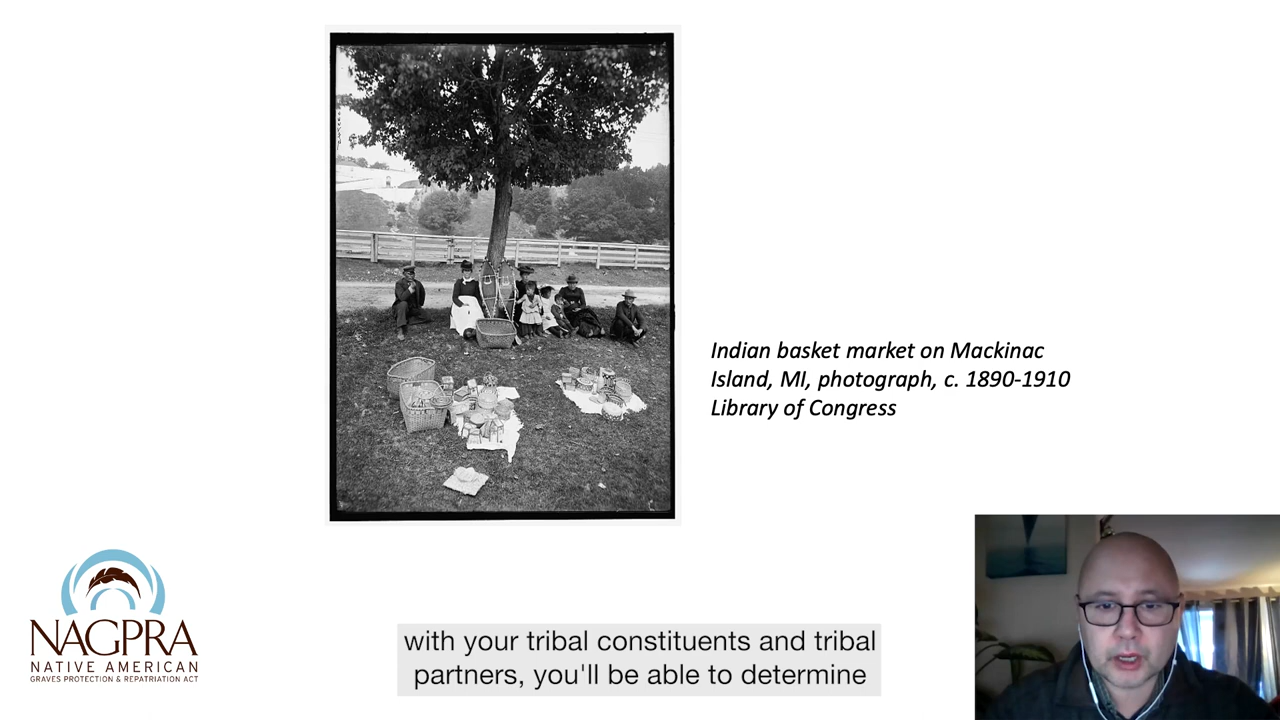 Indian basket market on Mackinac
Island, MI, photograph, c. 1890-1910
Library of Congress
NAGPRA
NATIVE AMERICAN
GRAVES PROTECTION & REPATRIATION ACT
with your tribal constituents and tribal
partners, you'll be able to determine